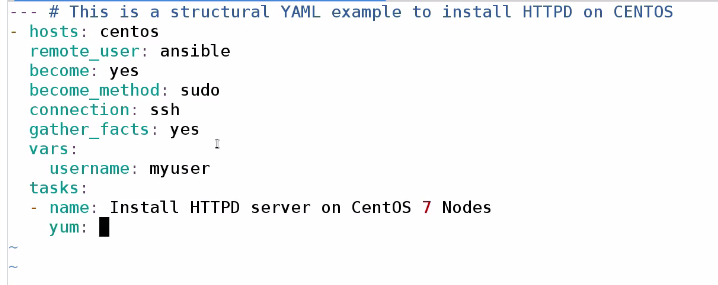 --- # This is a structural YAML example to install HTTPD on CENTOS
- hosts: centos
  remote_user: ansible
  become: yes
  become_method: sudo
  connection: ssh
  gather_facts: yes
  vars:
    username: myuser
  tasks:
  - name: Install HTTPD server on CentOS 7 Nodes
    yum:
~
~